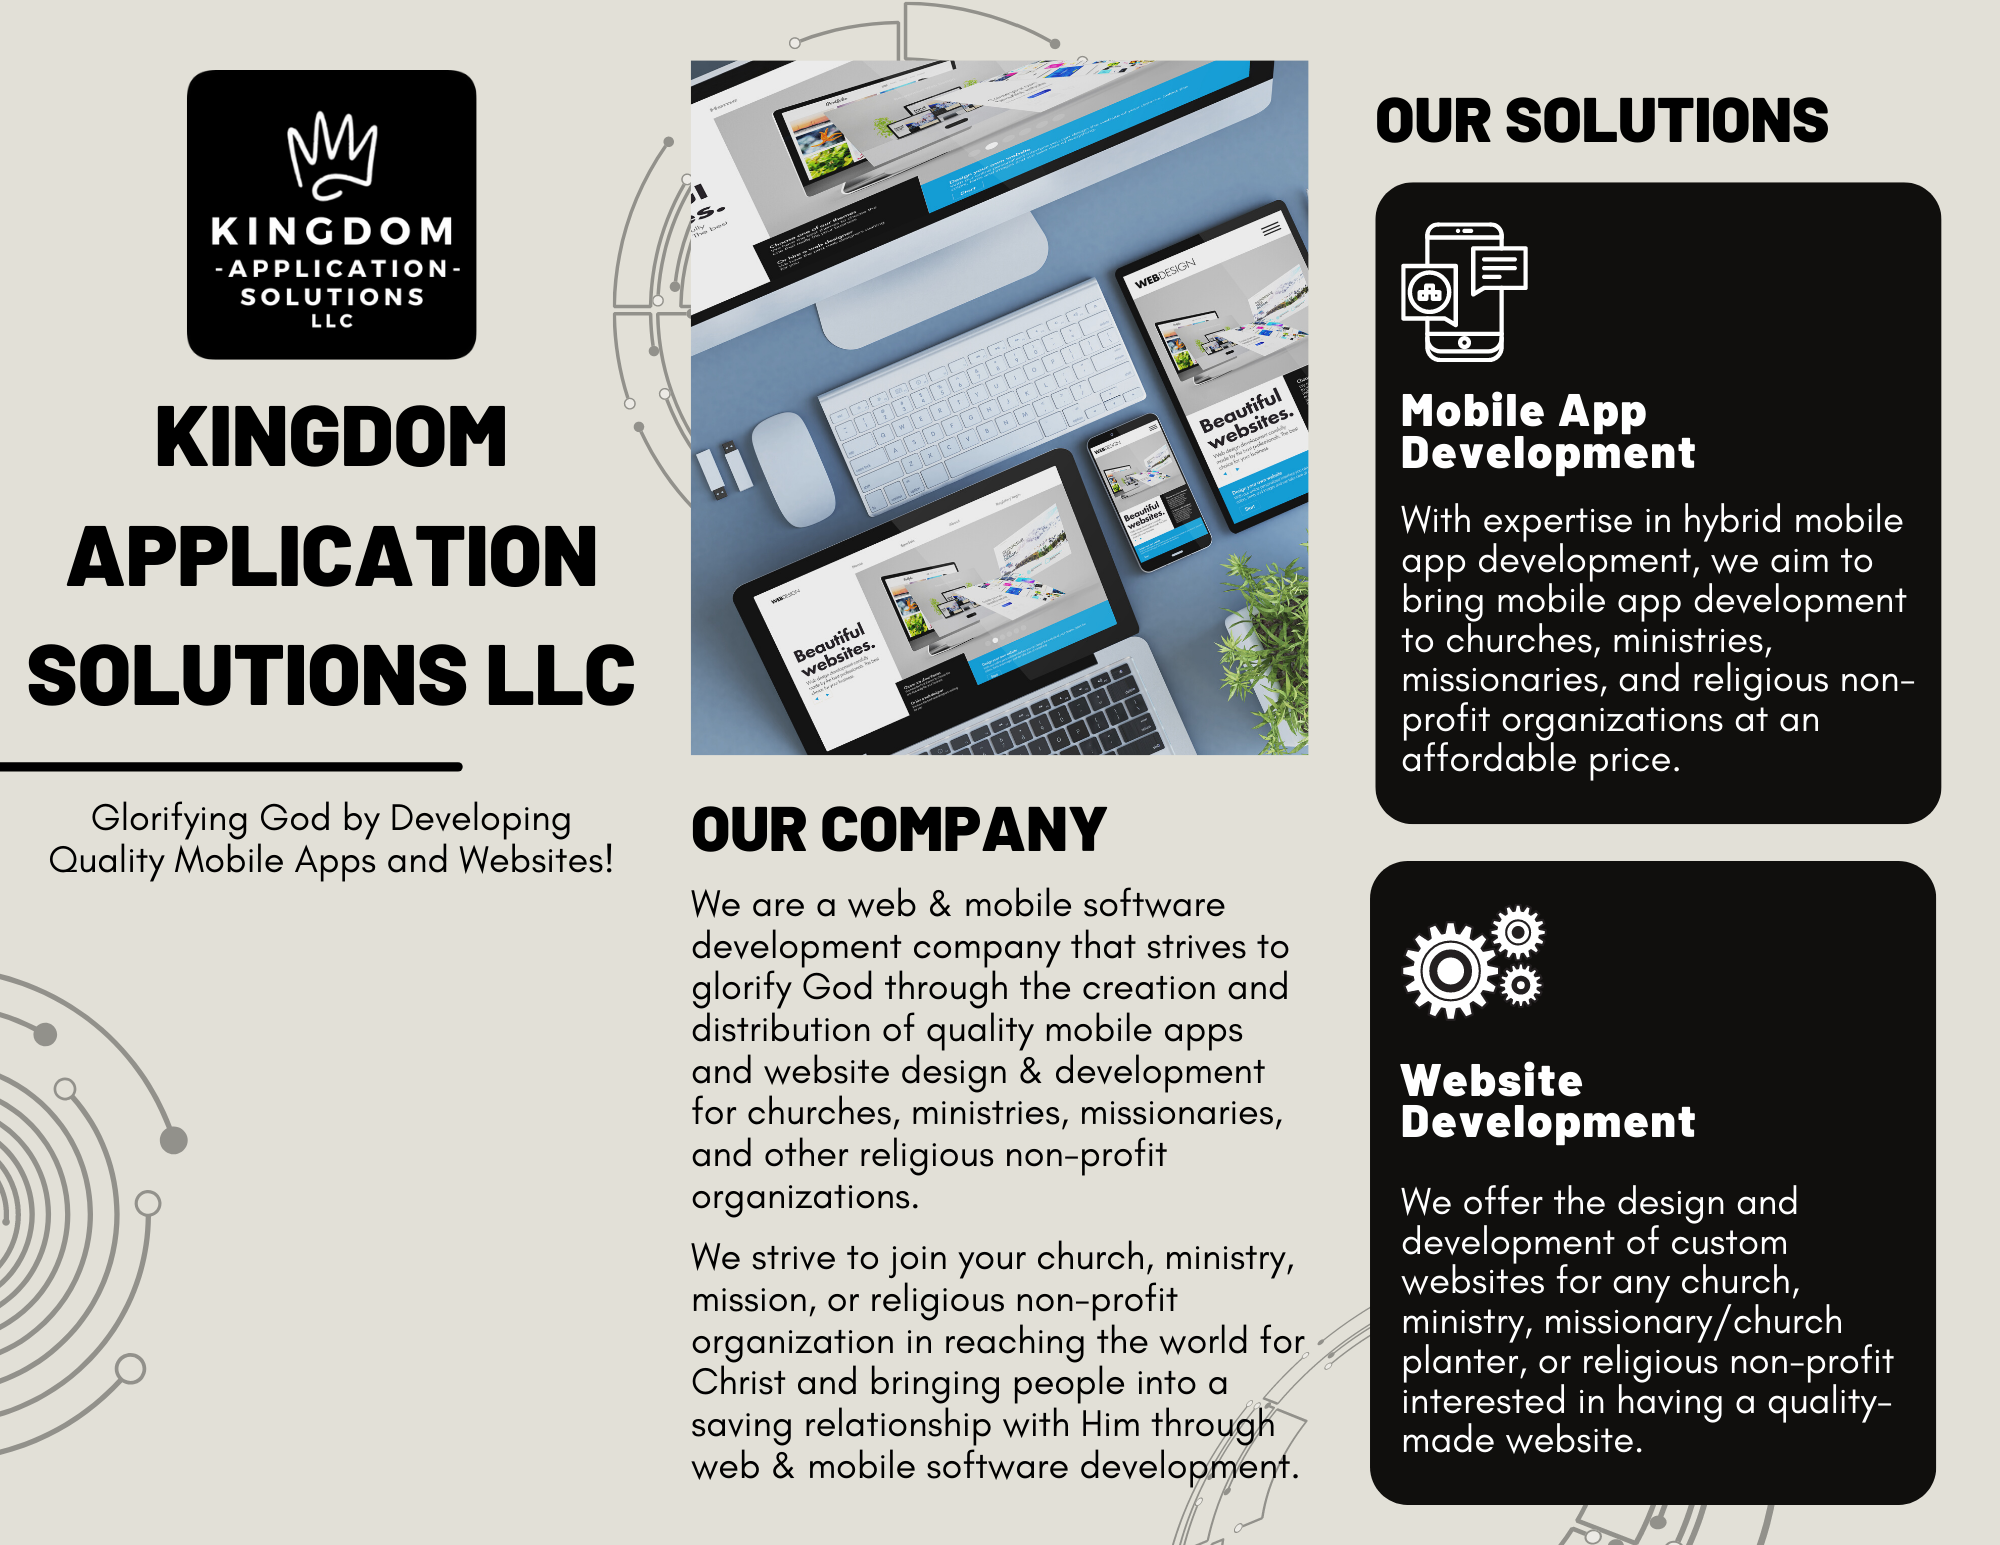 KINGDOM
-APPLICATION-
SOLUTIONS
LLC
KINGDOM
APPLICATION
SOLUTIONS LLC
Glorifying God by Developing
Quality Mobile Apps and Websites!
WEBDESIGN
Beautiful
websites.
Design your own website
Start
WEBDESIGN
Beautiful
websites.
WEBDESIGN
Beautiful
websites.
OUR COMPANY
We are a web & mobile software
development company that strives to
glorify God through the creation and
distribution of quality mobile apps
and website design & development
for churches, ministries, missionaries,
and other religious non-profit
organizations.
We strive to join your church, ministry,
mission, or religious non-profit
organization in reaching the world for
Christ and bringing people into a
saving relationship with Him through
web & mobile software development.
OUR SOLUTIONS
Mobile App
Development
With expertise in hybrid mobile
app development, we aim to
bring mobile app development
to churches, ministries,
missionaries, and religious non-
profit organizations at an
affordable price.
Website
Development
We offer the design and
development of custom
websites for any church,
ministry, missionary/church
planter, or religious non-profit
interested in having a quality-
made website.